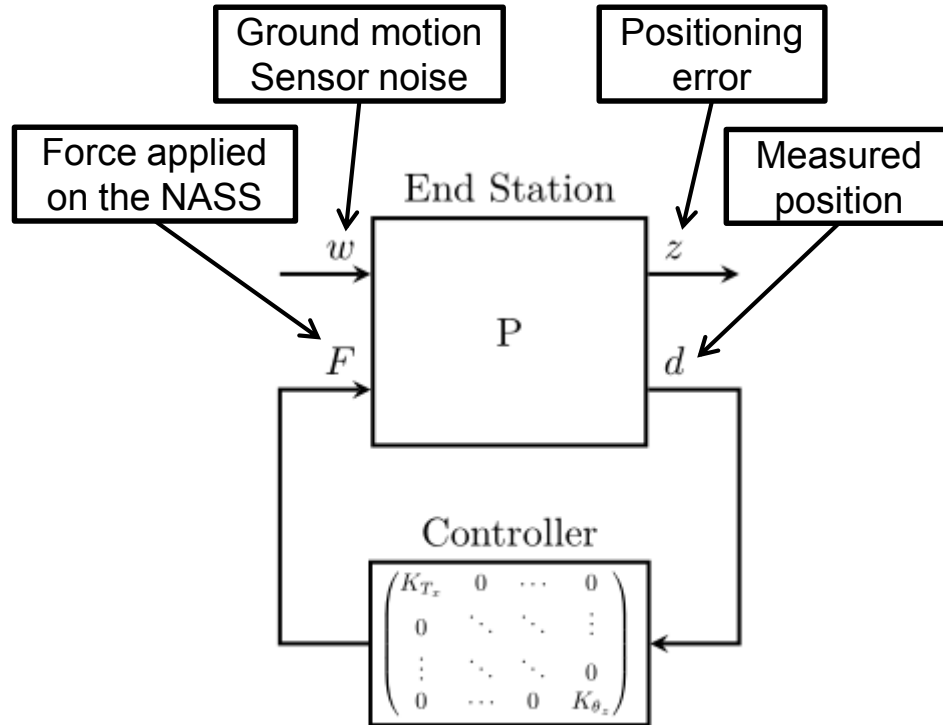 Ground motion
Sensor noise
Positioning
error
Force applied
on the NASS
Measured
position
End Station
w
z
P
F
d
Controller
K_{T_x} 0 ⋯ 0
0 ⋱ ⋱ ⋮
⋮ ⋱ ⋱ 0
0 ⋯ 0 K_{θ_z}